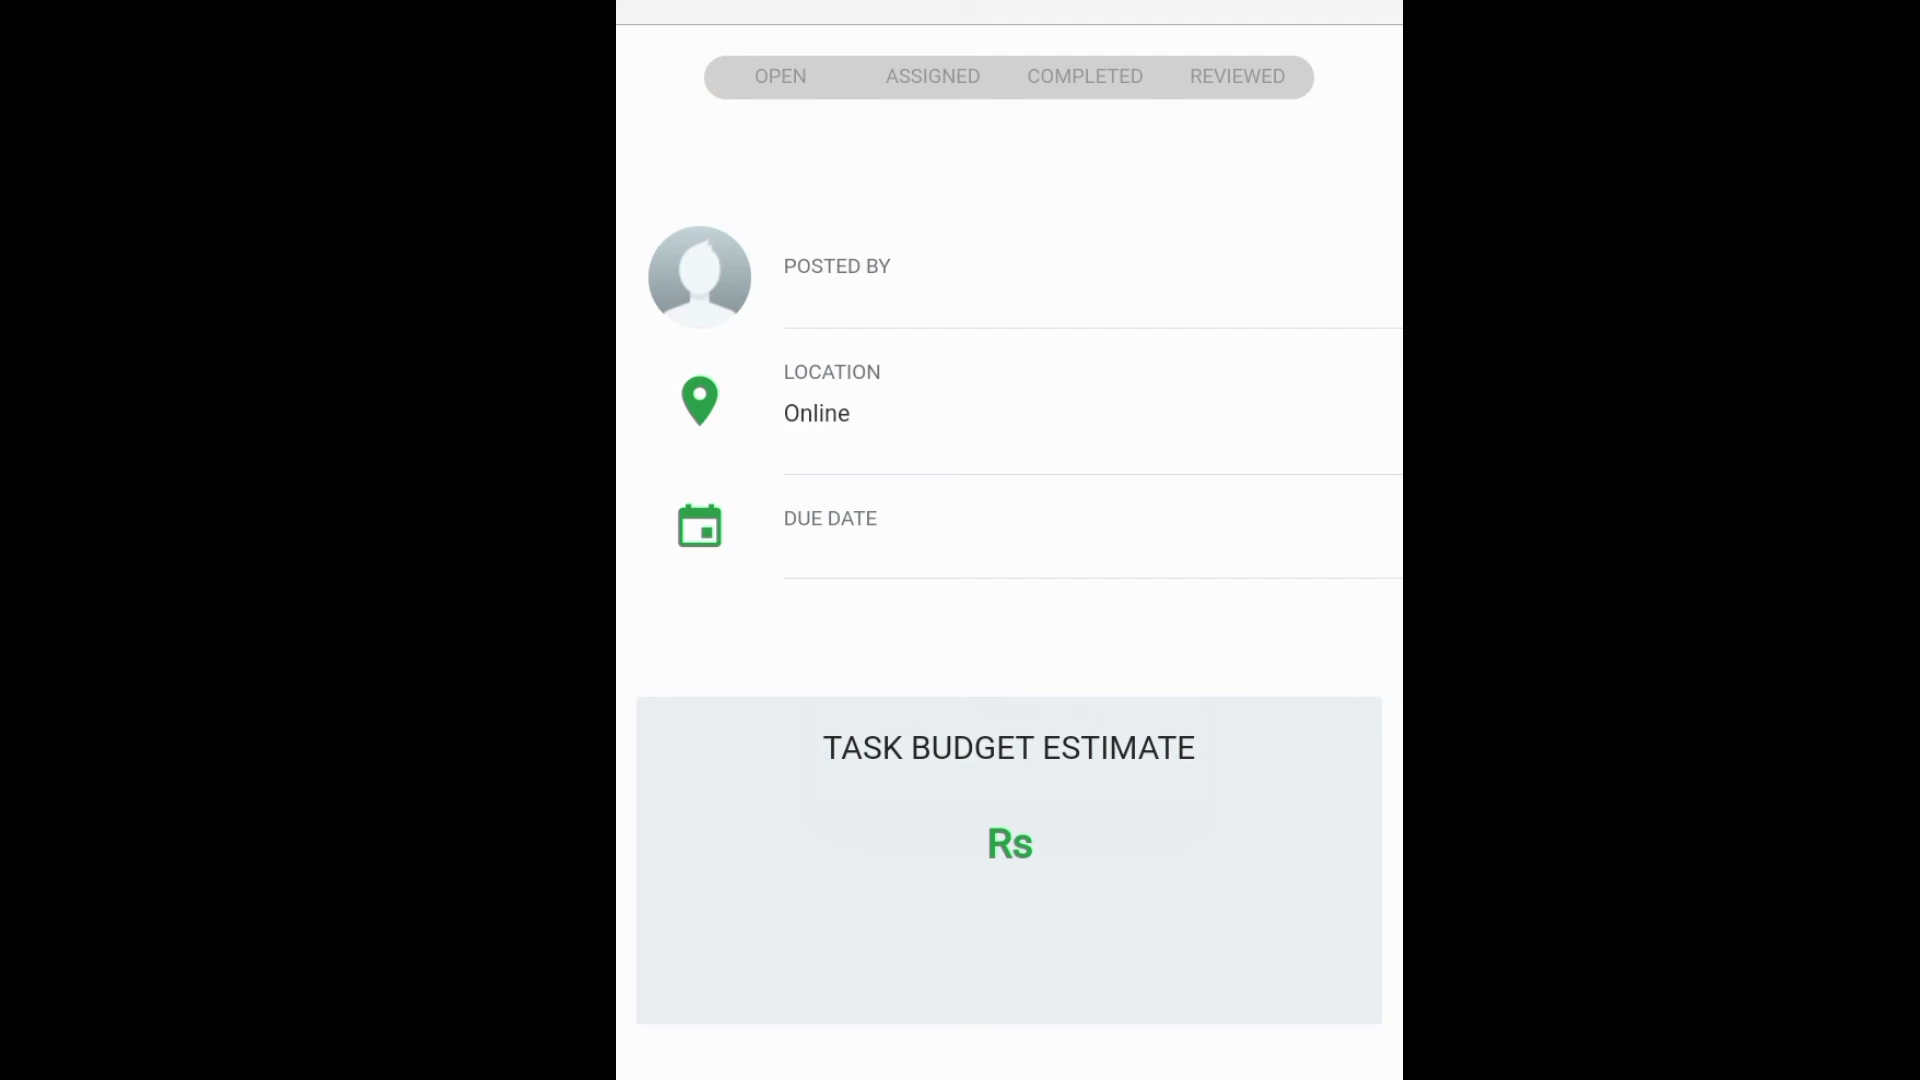 OPEN ASSIGNED COMPLETED REVIEWED
POSTED BY
LOCATION
Online
DUE DATE
TASK BUDGET ESTIMATE
Rs